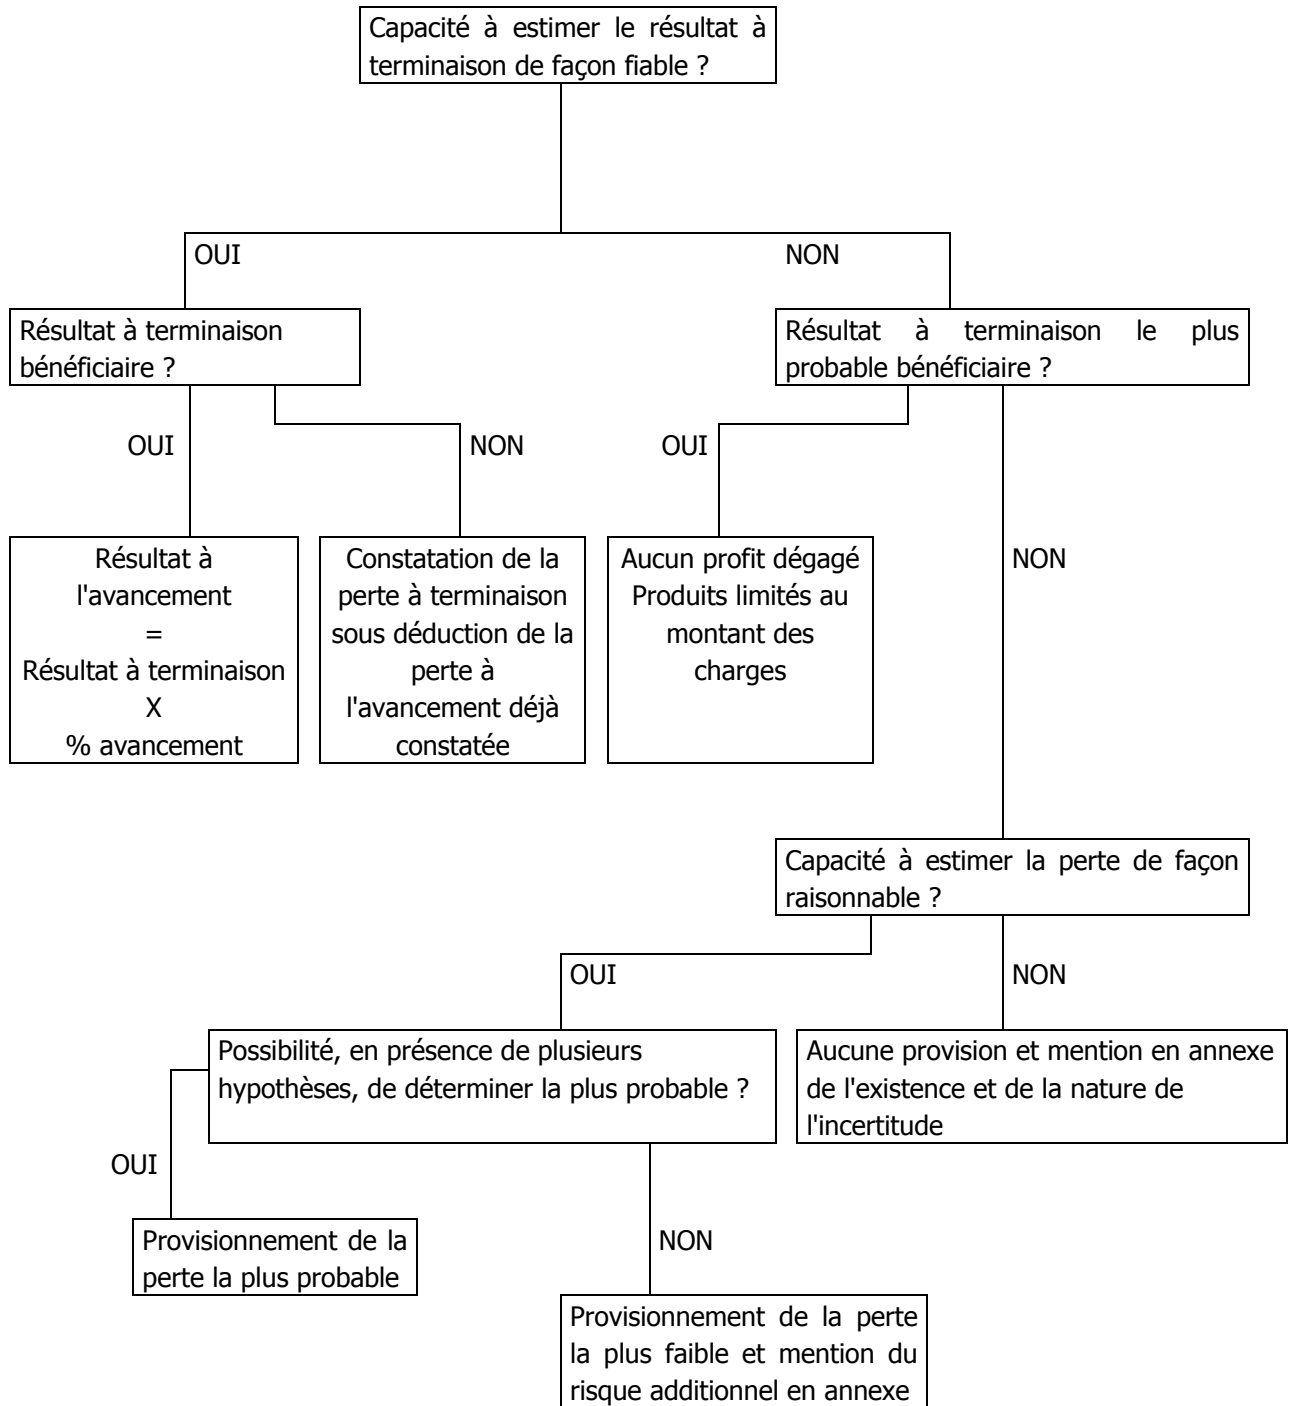 Capacité à estimer le résultat à
terminaison de façon fiable ?
OUI
NON
Résultat à terminaison
bénéficiaire ?
Résultat à terminaison le plus
probable bénéficiaire ?
OUI
NON
OUI
NON
Résultat à
l'avancement
=
Résultat à terminaison
X
% avancement
Constatation de la
perte à terminaison
sous déduction de la
perte à
l'avancement déjà
constatée
Aucun profit dégagé
Produits limités au
montant des
charges
Capacité à estimer la perte de façon
raisonnable ?
OUI
NON
Possibilité, en présence de plusieurs
hypothèses, de déterminer la plus probable ?
Aucune provision et mention en annexe
de l'existence et de la nature de
l'incertitude
OUI
NON
Provisionnement de la
perte la plus probable
Provisionnement de la perte
la plus faible et mention du
risque additionnel en annexe